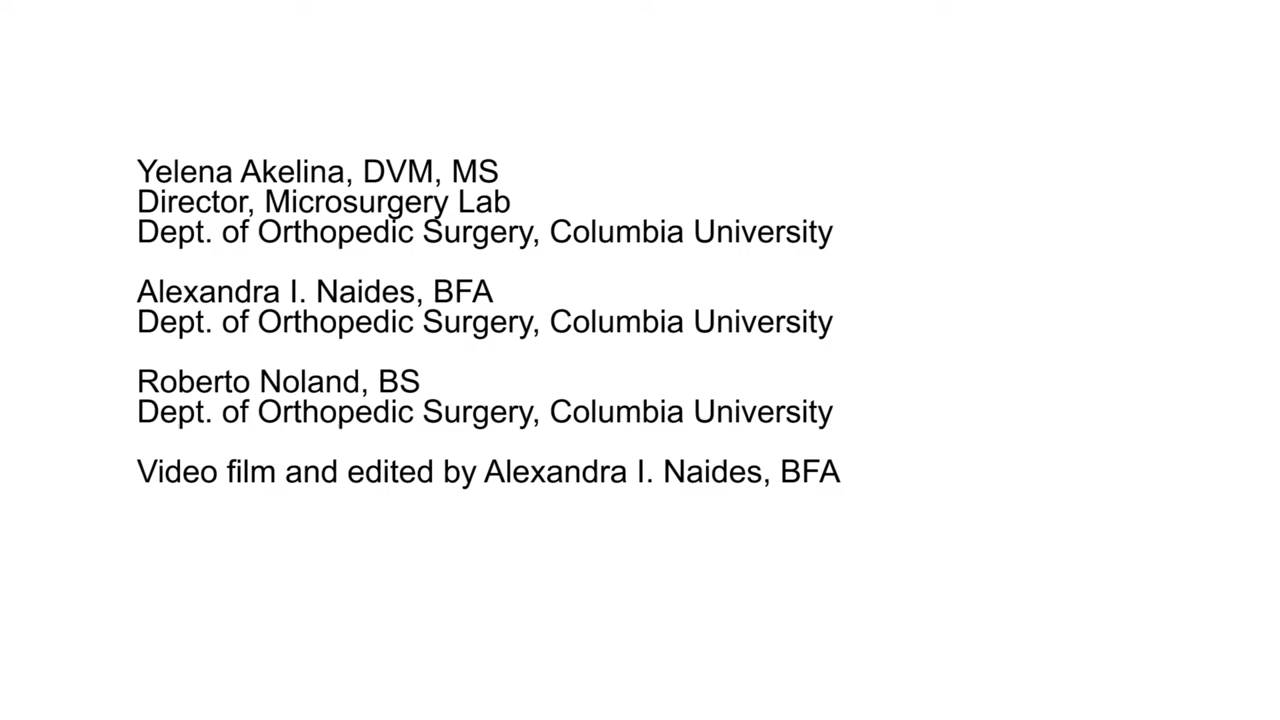 Yelena Akelina, DVM, MS
Director, Microsurgery Lab
Dept. of Orthopedic Surgery, Columbia University
Alexandra I. Naides, BFA
Dept. of Orthopedic Surgery, Columbia University
Roberto Noland, BS
Dept. of Orthopedic Surgery, Columbia University
Video film and edited by Alexandra I. Naides, BFA